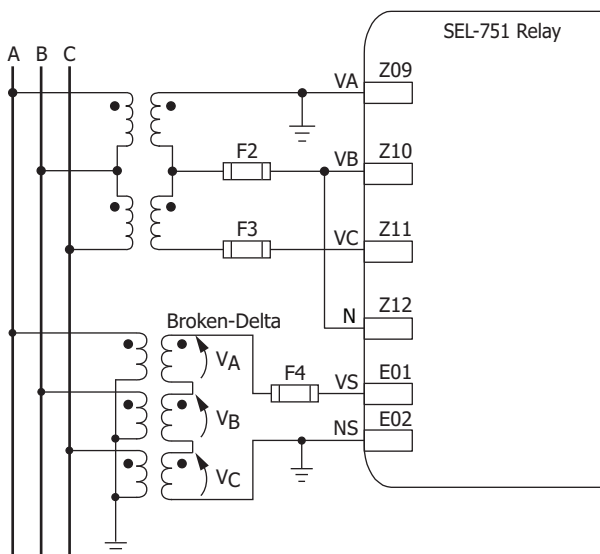 SEL-751 Relay
A B C
VA Z09
F2 VB Z10
F3 VC Z11
N Z12
Broken-Delta
VA
F4 VS E01
VB
NS E02
VC